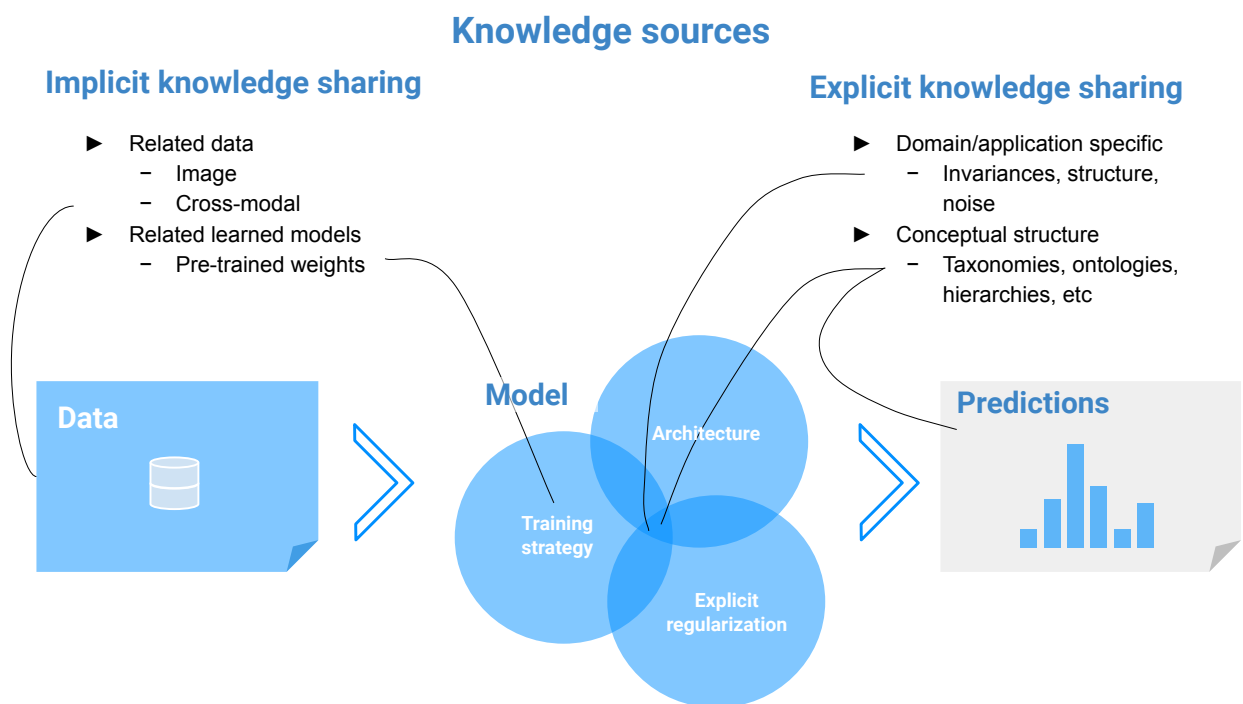 Knowledge sources
Implicit knowledge sharing
► Related data
− Image
− Cross-modal
► Related learned models
− Pre-trained weights
Explicit knowledge sharing
► Domain/application specific
− Invariances, structure,
noise
► Conceptual structure
− Taxonomies, ontologies,
hierarchies, etc
Data
Model
Architecture
Training
strategy
Explicit
regularization
Predictions